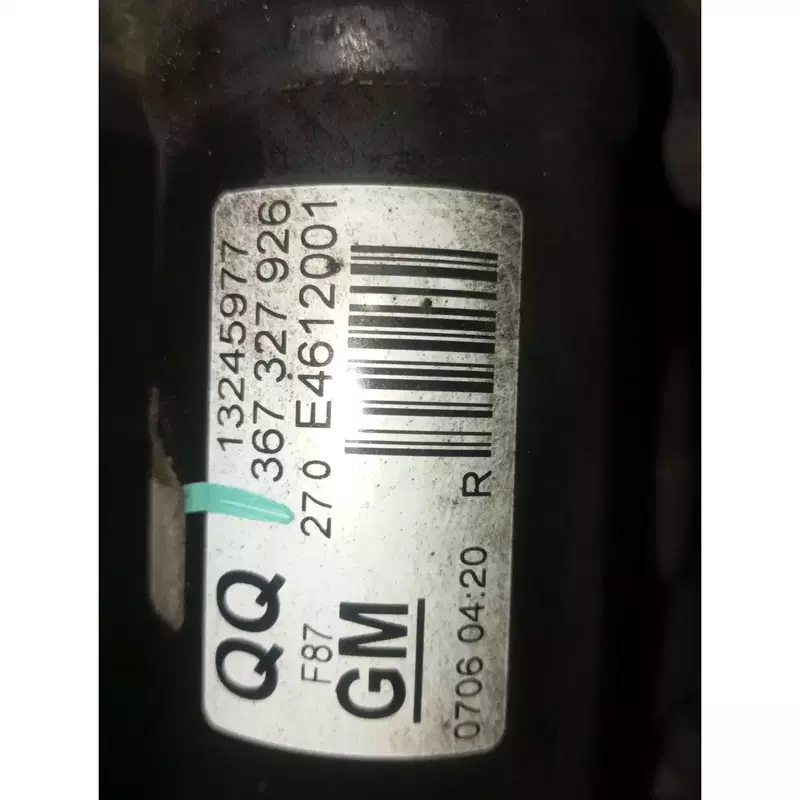 QQ 13245977
F87 367 327 926
GM 27 0 E4612001
0706 04:20 R